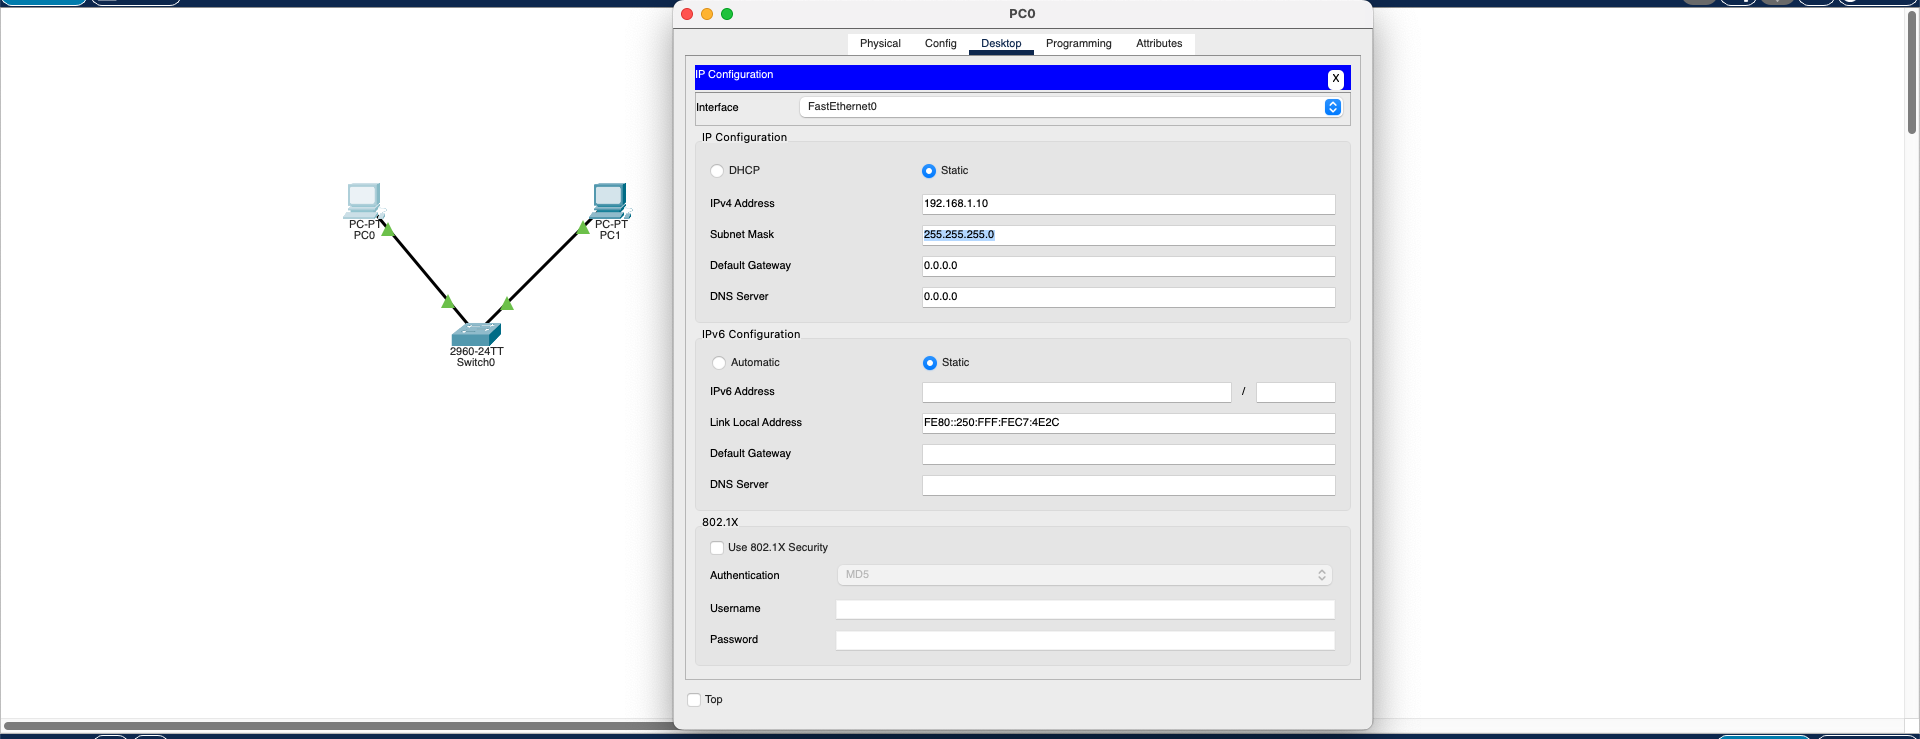 PC0
Physical Config Desktop Programming Attributes
IP Configuration
X
Interface FastEthernet0
IP Configuration
DHCP Static
IPv4 Address 192.168.1.10
Subnet Mask 255.255.255.0
Default Gateway 0.0.0.0
DNS Server 0.0.0.0
IPv6 Configuration
Automatic Static
IPv6 Address /
Link Local Address FE80::250:FFF:FEC7:4E2C
Default Gateway
DNS Server
802.1X
Use 802.1X Security
Authentication MD5
Username
Password
Top
PC-PT
PC0
PC-PT
PC1
2960-24TT
Switch0